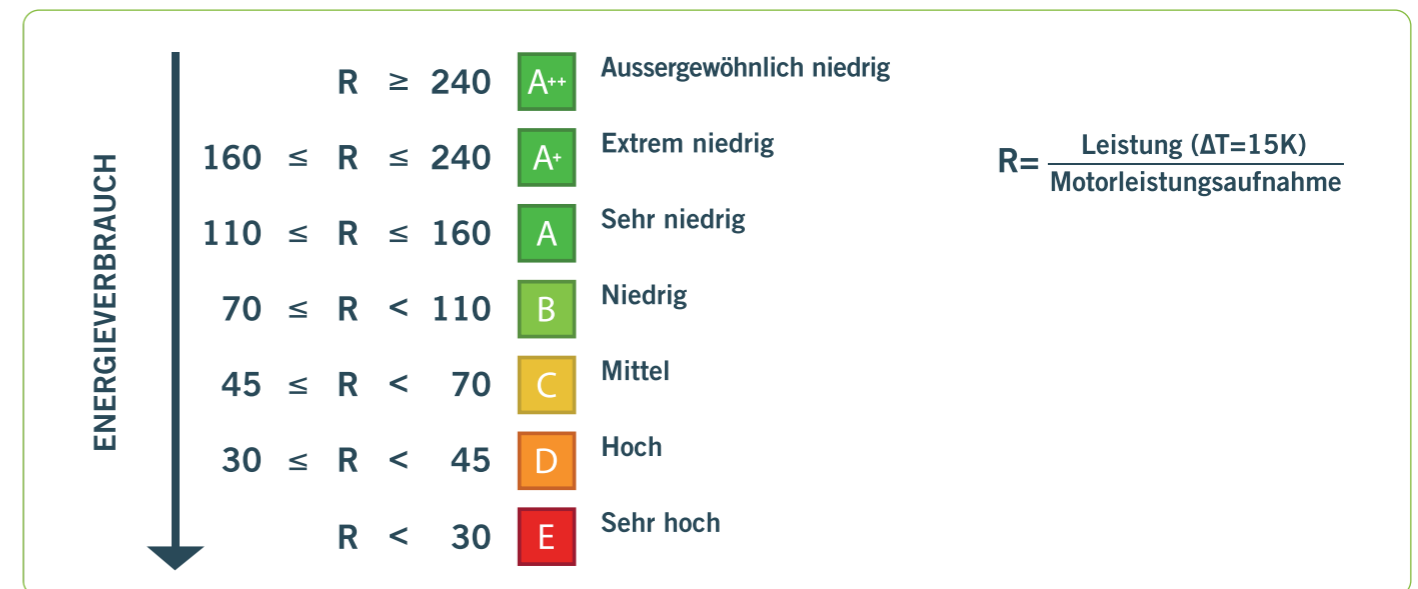 ENERGIEVERBRAUCH
R ≥ 240 A++ Aussergewöhnlich niedrig
160 ≤ R ≤ 240 A+ Extrem niedrig
110 ≤ R ≤ 160 A Sehr niedrig
70 ≤ R < 110 B Niedrig
45 ≤ R < 70 C Mittel
30 ≤ R < 45 D Hoch
R < 30 E Sehr hoch
Leistung (ΔT=15K)
R=
Motorleistungsaufnahme